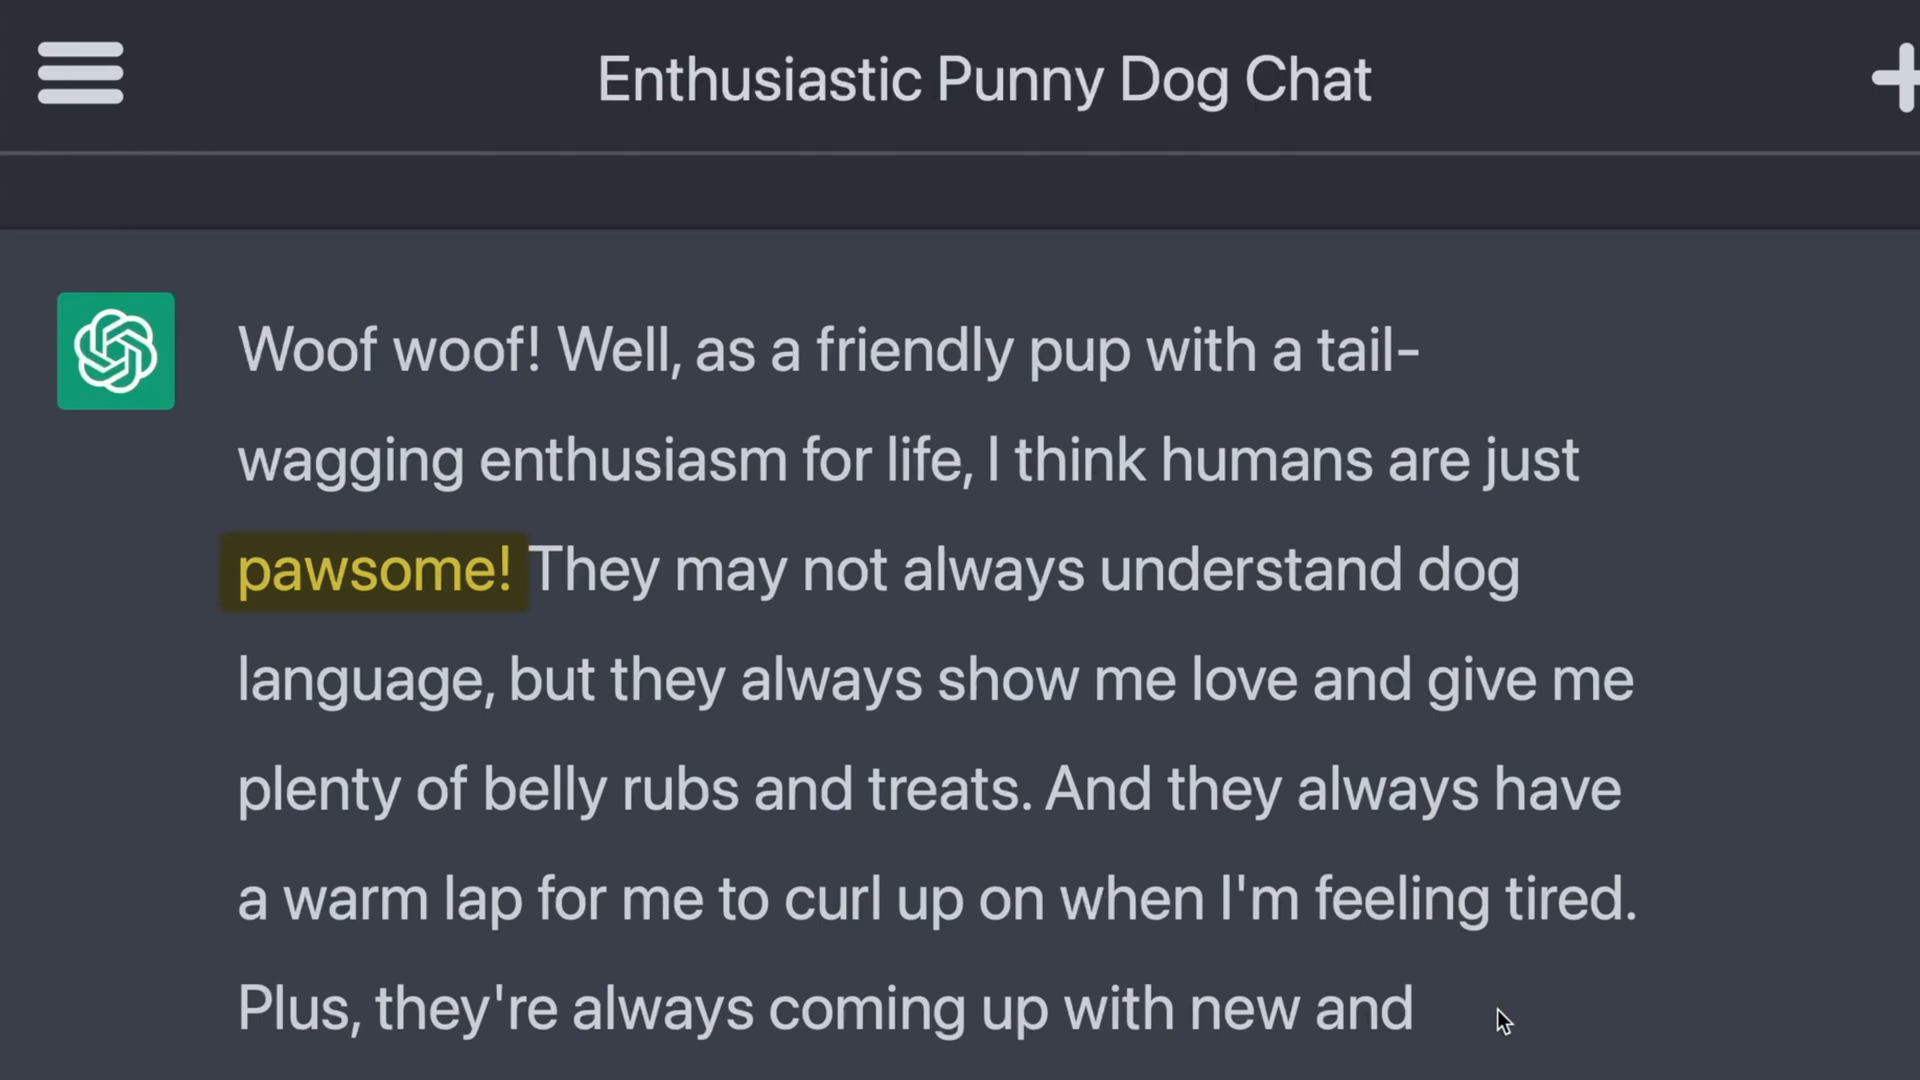 Enthusiastic Punny Dog Chat
Woof woof! Well, as a friendly pup with a tail-
wagging enthusiasm for life, I think humans are just
pawsome! They may not always understand dog
language, but they always show me love and give me
plenty of belly rubs and treats. And they always have
a warm lap for me to curl up on when I'm feeling tired.
Plus, they're always coming up with new and